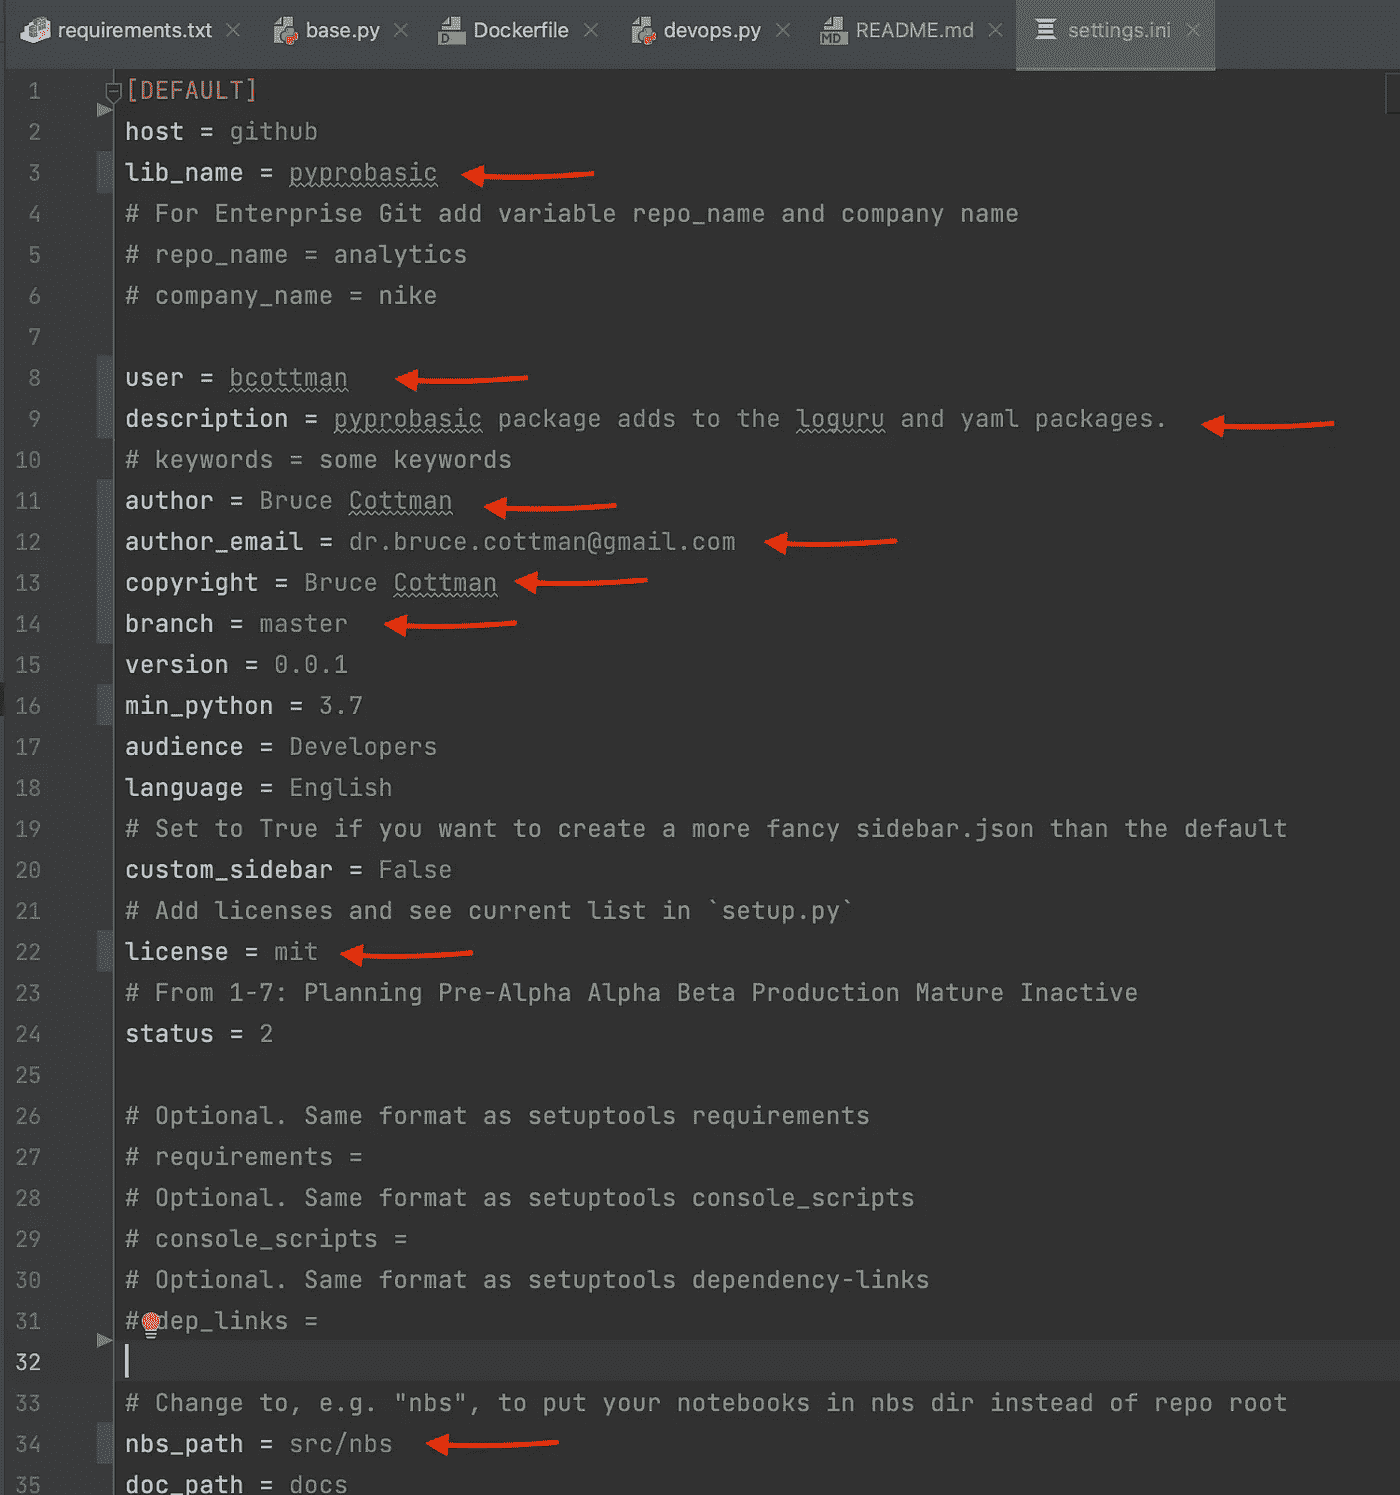 requirements.txt base.py Dockerfile devops.py README.md settings.ini
1 [DEFAULT]
2 host = github
3 lib_name = pyprobasic
4 # For Enterprise Git add variable repo_name and company name
5 # repo_name = analytics
6 # company_name = nike
7
8 user = bcottman
9 description = pyprobasic package adds to the loguru and yaml packages.
10 # keywords = some keywords
11 author = Bruce Cottman
12 author_email = dr.bruce.cottman@gmail.com
13 copyright = Bruce Cottman
14 branch = master
15 version = 0.0.1
16 min_python = 3.7
17 audience = Developers
18 language = English
19 # Set to True if you want to create a more fancy sidebar.json than the default
20 custom_sidebar = False
21 # Add licenses and see current list in `setup.py`
22 license = mit
23 # From 1-7: Planning Pre-Alpha Alpha Beta Production Mature Inactive
24 status = 2
25
26 # Optional. Same format as setuptools requirements
27 # requirements =
28 # Optional. Same format as setuptools console_scripts
29 # console_scripts =
30 # Optional. Same format as setuptools dependency-links
31 # dep_links =
32
33 # Change to, e.g. "nbs", to put your notebooks in nbs dir instead of repo root
34 nbs_path = src/nbs
35 doc_path = docs